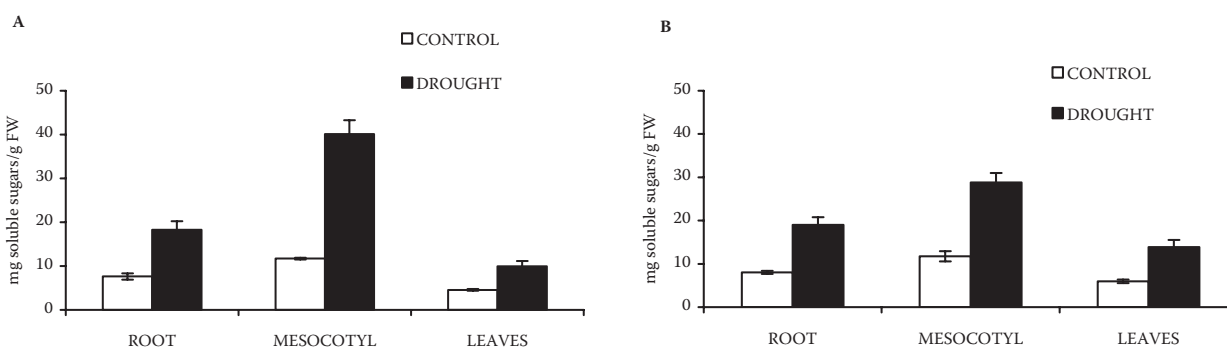 A
CONTROL
DROUGHT
mg soluble sugars/g FW
50
40
30
20
10
0
ROOT MESOCOTYL LEAVES
B
CONTROL
DROUGHT
mg soluble sugars/g FW
50
40
30
20
10
0
ROOT MESOCOTYL LEAVES